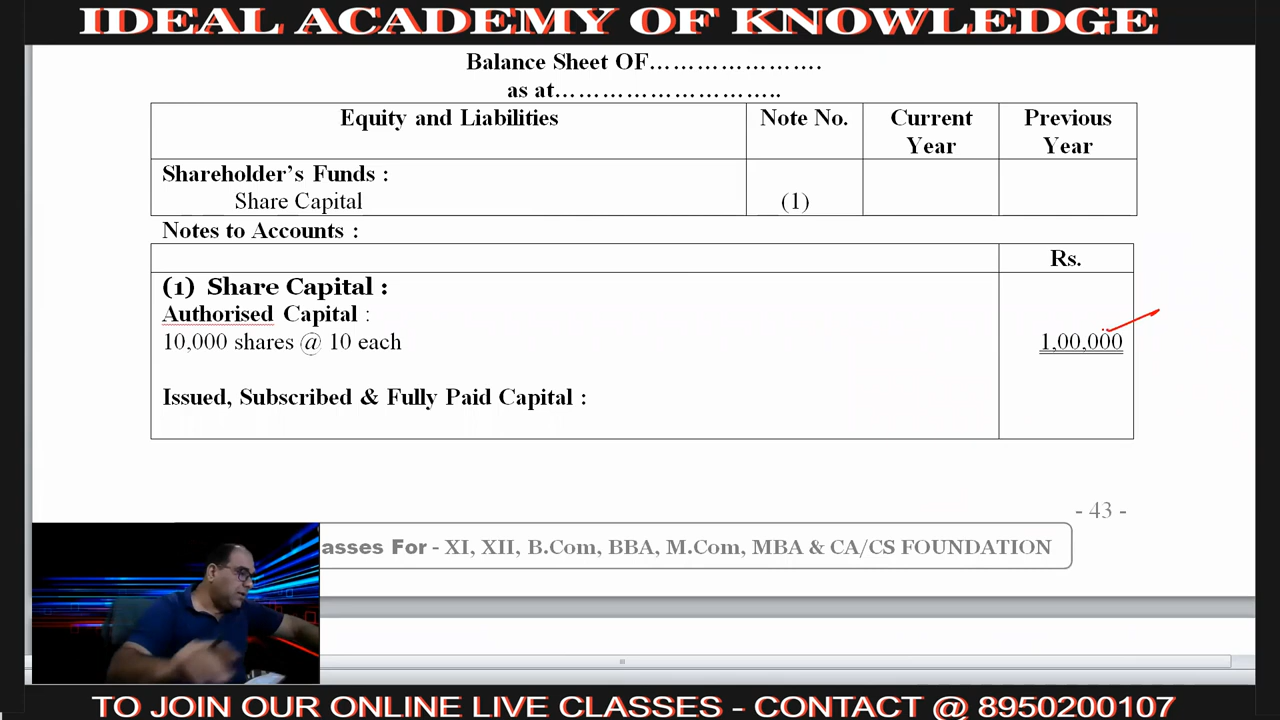 IDEAL ACADEMY OF KNOWLEDGE
Balance Sheet OF………………….
as at………………………..
Equity and Liabilities Note No. Current Year Previous Year
Shareholder’s Funds :
Share Capital (1)
Notes to Accounts :
Rs.
(1) Share Capital :
Authorised Capital :
10,000 shares @ 10 each 1,00,000
Issued, Subscribed & Fully Paid Capital :
- 43 -
asses For - XI, XII, B.Com, BBA, M.Com, MBA & CA/CS FOUNDATION
TO JOIN OUR ONLINE LIVE CLASSES - CONTACT @ 8950200107